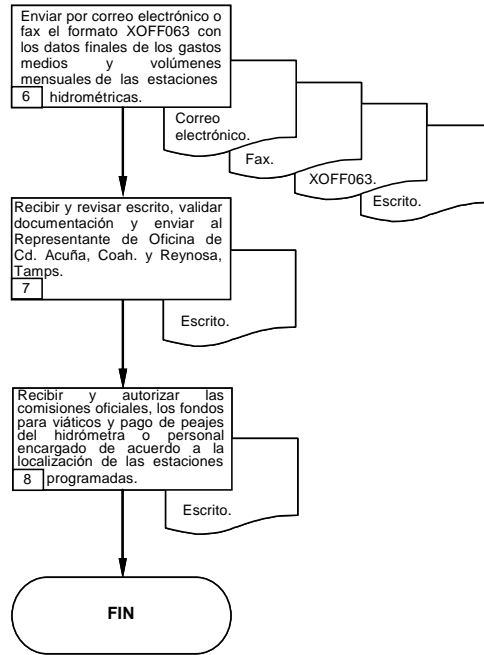 Enviar por correo electrónico o
fax el formato XOFF063 con
los datos finales de los gastos
medios y volúmenes
mensuales de las estaciones
6 hidrométricas.
Correo
electrónico.
Fax.
XOFF063.
Escrito.
Recibir y revisar escrito, validar
documentación y enviar al
Representante de Oficina de
Cd. Acuña, Coah. y Reynosa,
Tamps.
7
Escrito.
Recibir y autorizar las
comisiones oficiales, los fondos
para viáticos y pago de peajes
del hidrómetra o personal
encargado de acuerdo a la
localización de las estaciones
8 programadas.
Escrito.
FIN